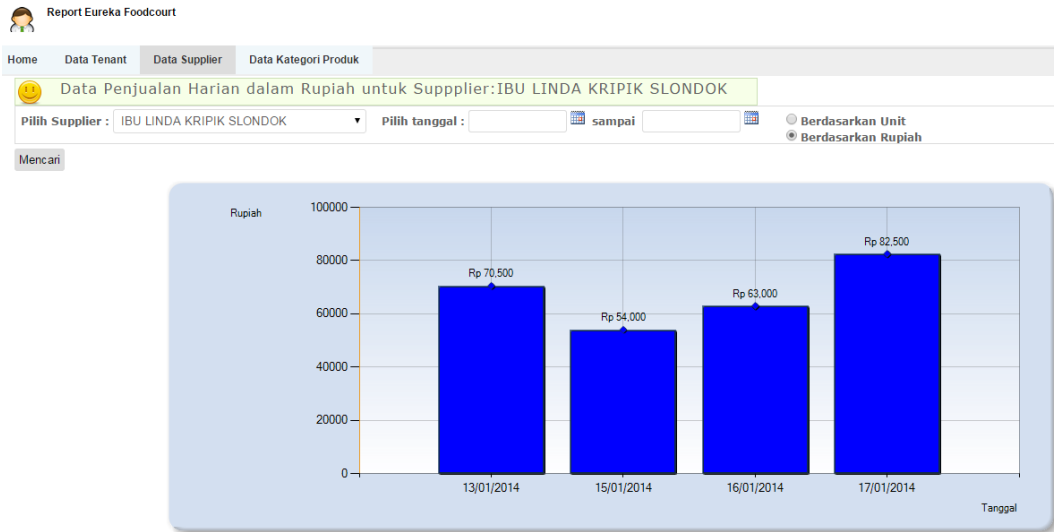 Report Eureka Foodcourt
Home Data Tenant Data Supplier Data Kategori Produk
Data Penjualan Harian dalam Rupiah untuk Suppplier:IBU LINDA KRIPIK SLONDOK
Pilih Supplier : IBU LINDA KRIPIK SLONDOK Pilih tanggal : sampai Berdasarkan Unit
Berdasarkan Rupiah
Mencari
Rupiah
100000
80000
60000
40000
20000
0
Rp 70,500
Rp 54,000
Rp 63,000
Rp 82,500
13/01/2014 15/01/2014 16/01/2014 17/01/2014
Tanggal